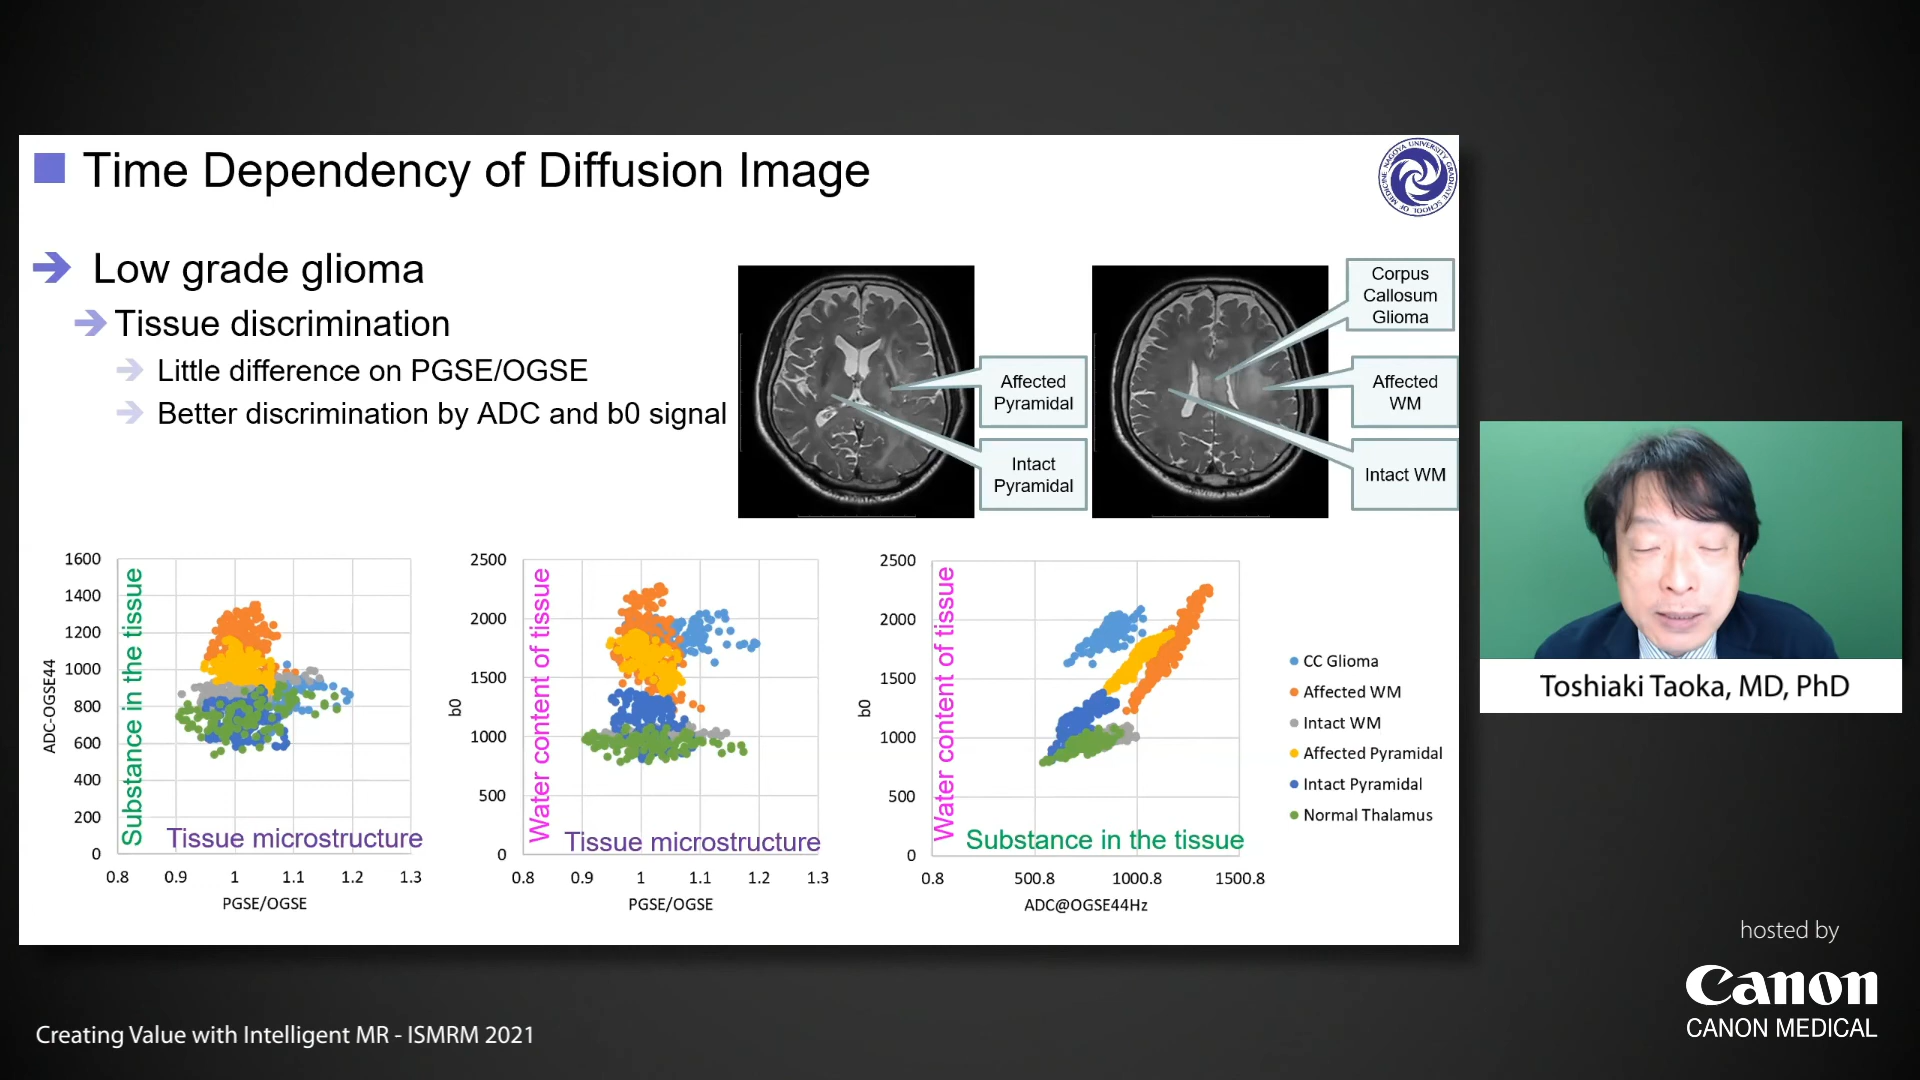 Time Dependency of Diffusion Image
NAGOYA UNIVERSITY GRADUATE SCHOOL OF MEDICINE
Low grade glioma
Tissue discrimination
Little difference on PGSE/OGSE
Better discrimination by ADC and b0 signal
Affected
Pyramidal
Intact
Pyramidal
Corpus
Callosum
Glioma
Affected
WM
Intact WM
1600
1400
1200
1000
800
600
400
200
0
ADC-OGSE44
Substance in the tissue
Tissue microstructure
0.8 0.9 1 1.1 1.2 1.3
PGSE/OGSE
2500
2000
1500
1000
500
0
b0
Water content of tissue
Tissue microstructure
0.8 0.9 1 1.1 1.2 1.3
PGSE/OGSE
2500
2000
1500
1000
500
0
b0
Water content of tissue
Substance in the tissue
0.8 500.8 1000.8 1500.8
ADC@OGSE44Hz
CC Glioma
Affected WM
Intact WM
Affected Pyramidal
Intact Pyramidal
Normal Thalamus
Toshiaki Taoka, MD, PhD
hosted by
Canon
CANON MEDICAL
Creating Value with Intelligent MR - ISMRM 2021